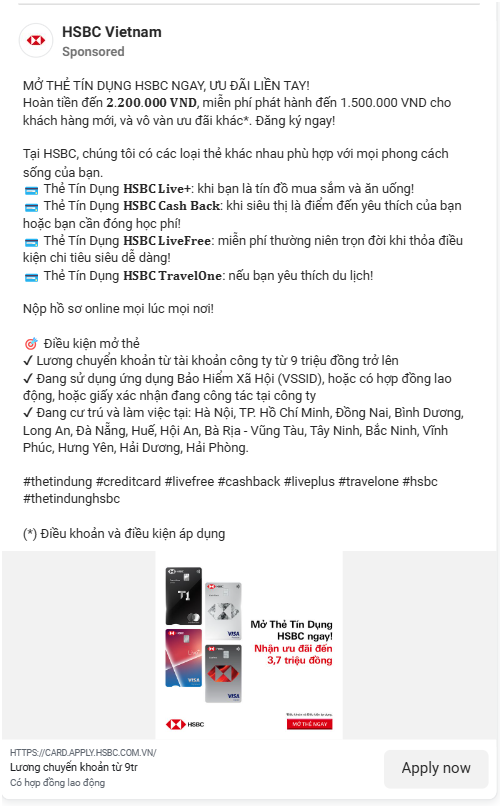 HSBC Vietnam
Sponsored
MỞ THẺ TÍN DỤNG HSBC NGAY, ƯU ĐÃI LIỀN TAY!
Hoàn tiền đến 2.200.000 VND, miễn phí phát hành đến 1.500.000 VND cho
khách hàng mới, và vô vàn ưu đãi khác*. Đăng ký ngay!
Tại HSBC, chúng tôi có các loại thẻ khác nhau phù hợp với mọi phong cách
sống của bạn.
💳 Thẻ Tín Dụng HSBC Live+: khi bạn là tín đồ mua sắm và ăn uống!
💳 Thẻ Tín Dụng HSBC Cash Back: khi siêu thị là điểm đến yêu thích của bạn
hoặc bạn cần đóng học phí!
💳 Thẻ Tín Dụng HSBC LiveFree: miễn phí thường niên trọn đời khi thỏa điều
kiện chi tiêu siêu dễ dàng!
💳 Thẻ Tín Dụng HSBC TravelOne: nếu bạn yêu thích du lịch!
Nộp hồ sơ online mọi lúc mọi nơi!
🎯 Điều kiện mở thẻ
✓ Lương chuyển khoản từ tài khoản công ty từ 9 triệu đồng trở lên
✓ Đang sử dụng ứng dụng Bảo Hiểm Xã Hội (VSSID), hoặc có hợp đồng lao
động, hoặc giấy xác nhận đang công tác tại công ty
✓ Đang cư trú và làm việc tại: Hà Nội, TP. Hồ Chí Minh, Đồng Nai, Bình Dương,
Long An, Đà Nẵng, Huế, Hội An, Bà Rịa - Vũng Tàu, Tây Ninh, Bắc Ninh, Vĩnh
Phúc, Hưng Yên, Hải Dương, Hải Phòng.
#thetindung #creditcard #livefree #cashback #liveplus #travelone #hsbc
#thetindunghsbc
(*) Điều khoản và điều kiện áp dụng
HSBC
T1
HSBC
VISA
HSBC
VISA
HSBC
VISA
Mở Thẻ Tín Dụng
HSBC ngay!
Nhận ưu đãi đến
3,7 triệu đồng
HSBC
MỞ THẺ NGAY
HTTPS://CARD.APPLY.HSBC.COM.VN/
Lương chuyển khoản từ 9tr
Có hợp đồng lao động
Apply now